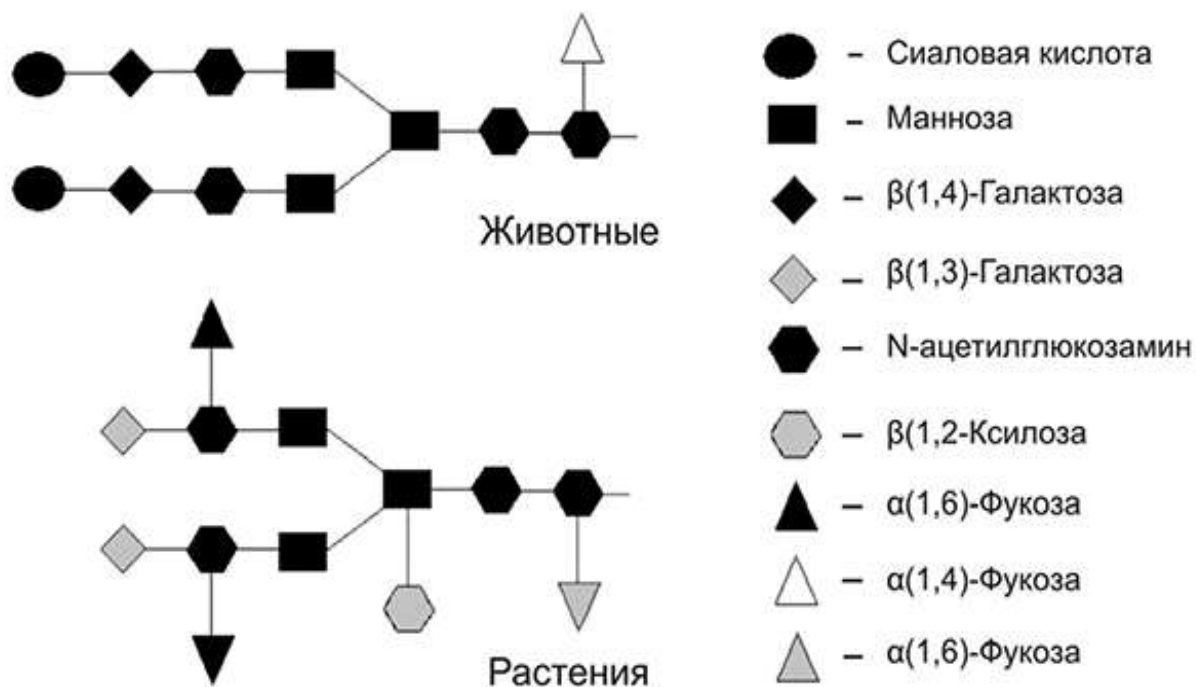 Животные
Растения
– Сиаловая кислота
– Манноза
– β(1,4)-Галактоза
– β(1,3)-Галактоза
– N-ацетилглюкозамин
– β(1,2-Ксилоза
– α(1,6)-Фукоза
– α(1,4)-Фукоза
– α(1,6)-Фукоза